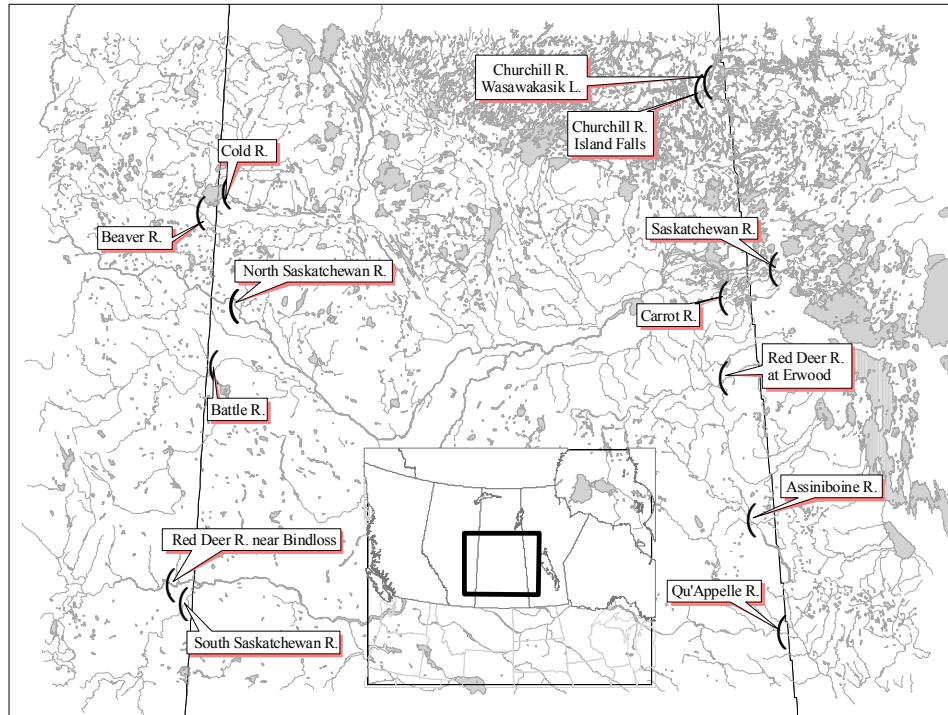 Churchill R.
Wasawakasik L.
Churchill R.
Island Falls
Cold R.
Beaver R.
Saskatchewan R.
North Saskatchewan R.
Carrot R.
Red Deer R.
at Erwood
Battle R.
Assiniboine R.
Red Deer R. near Bindloss
Qu'Appelle R.
South Saskatchewan R.